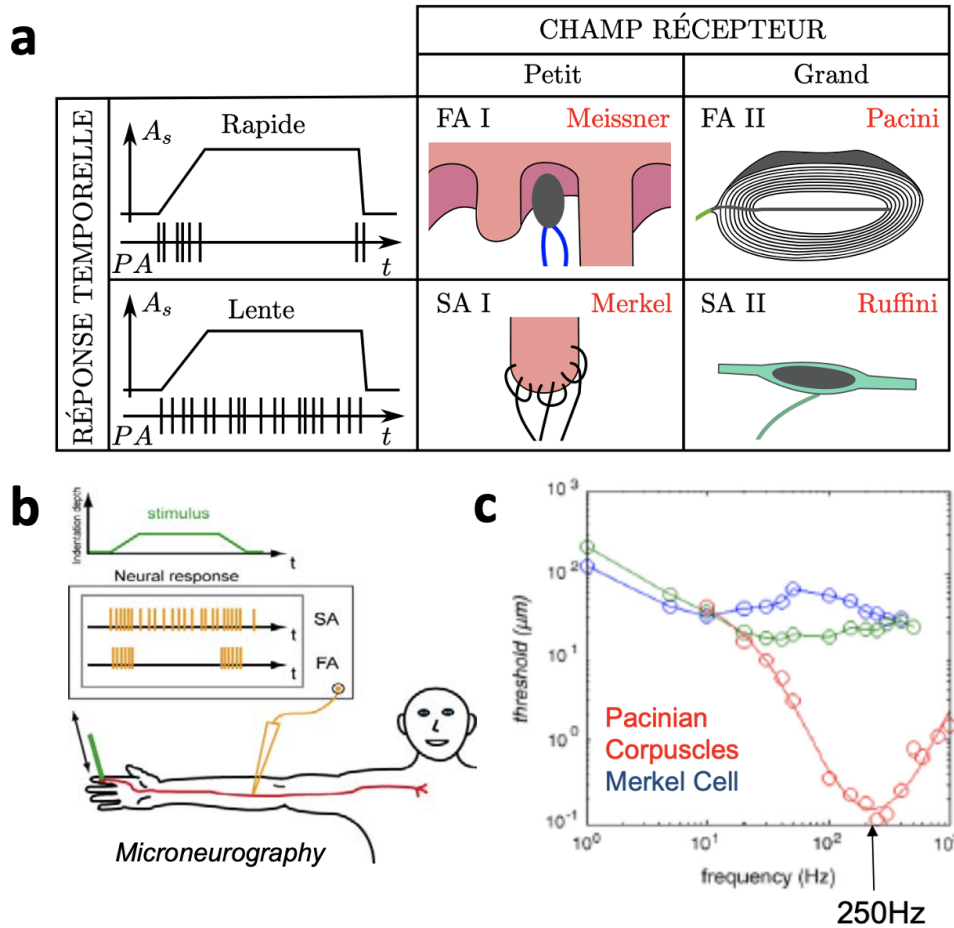 a
CHAMP RÉCEPTEUR
Petit
Grand
RÉPONSE TEMPORELLE
A_s
Rapide
PA
t
FA I
Meissner
FA II
Pacini
A_s
Lente
PA
t
SA I
Merkel
SA II
Ruffini
b
Indentation depth
stimulus
t
Neural response
SA
t
FA
t
Microneurography
c
threshold (μm)
10^3
10^2
10^1
10^0
10^-1
Pacinian
Corpuscles
Merkel Cell
10^0
10^1
10^2
frequency (Hz)
250Hz